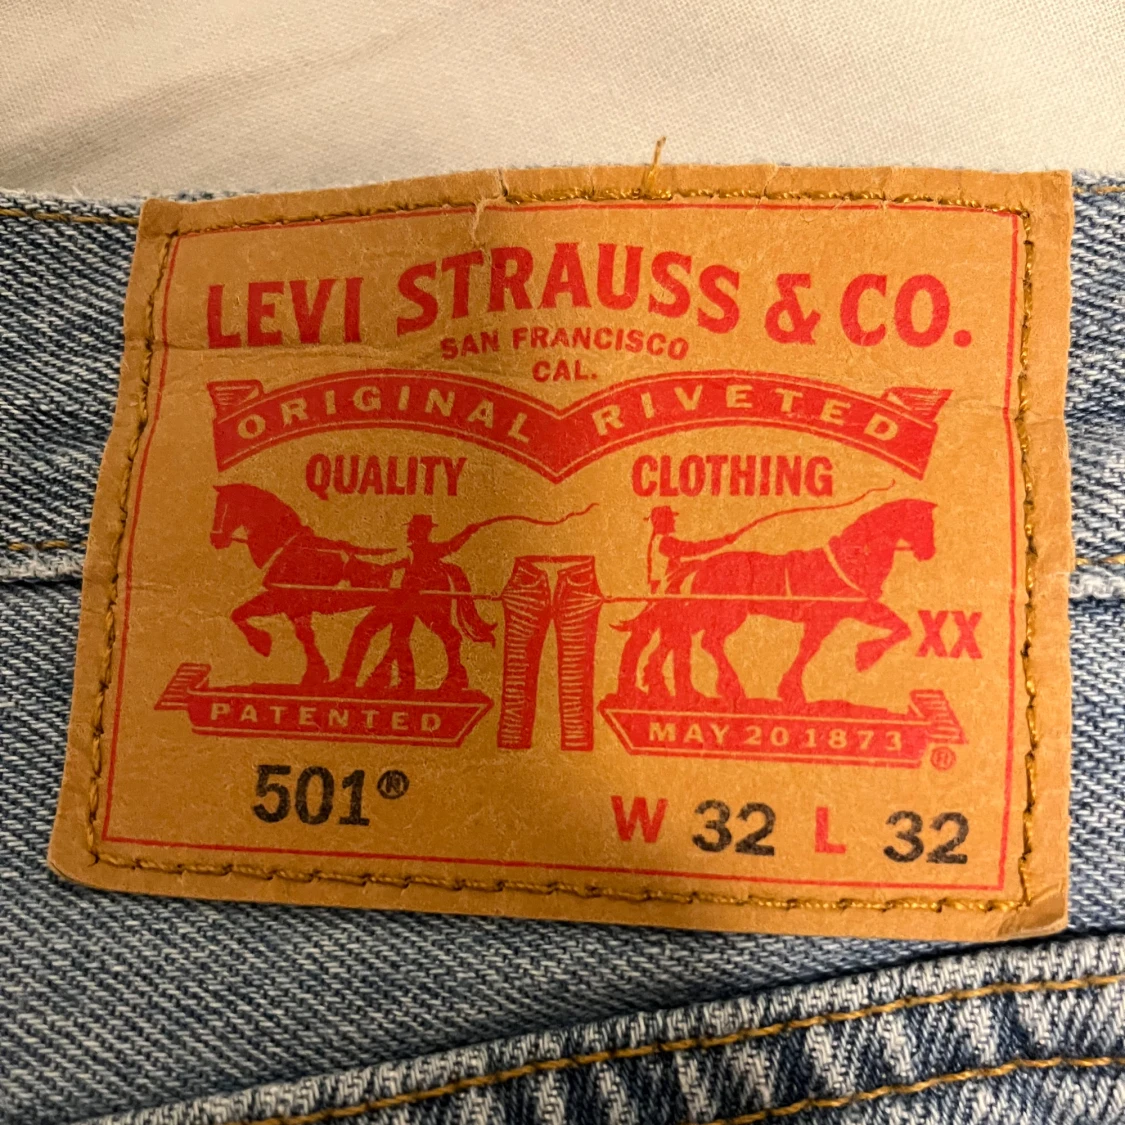 LEVI STRAUSS & CO.
SAN FRANCISCO
CAL.
ORIGINAL RIVETED
QUALITY CLOTHING
XX
PATENTED MAY 20 1873 ®
501® W 32 L 32